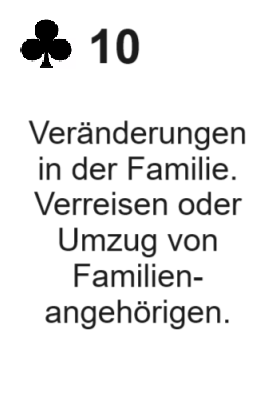 ♣ 10
Veränderungen
in der Familie.
Verreisen oder
Umzug von
Familien-
angehörigen.